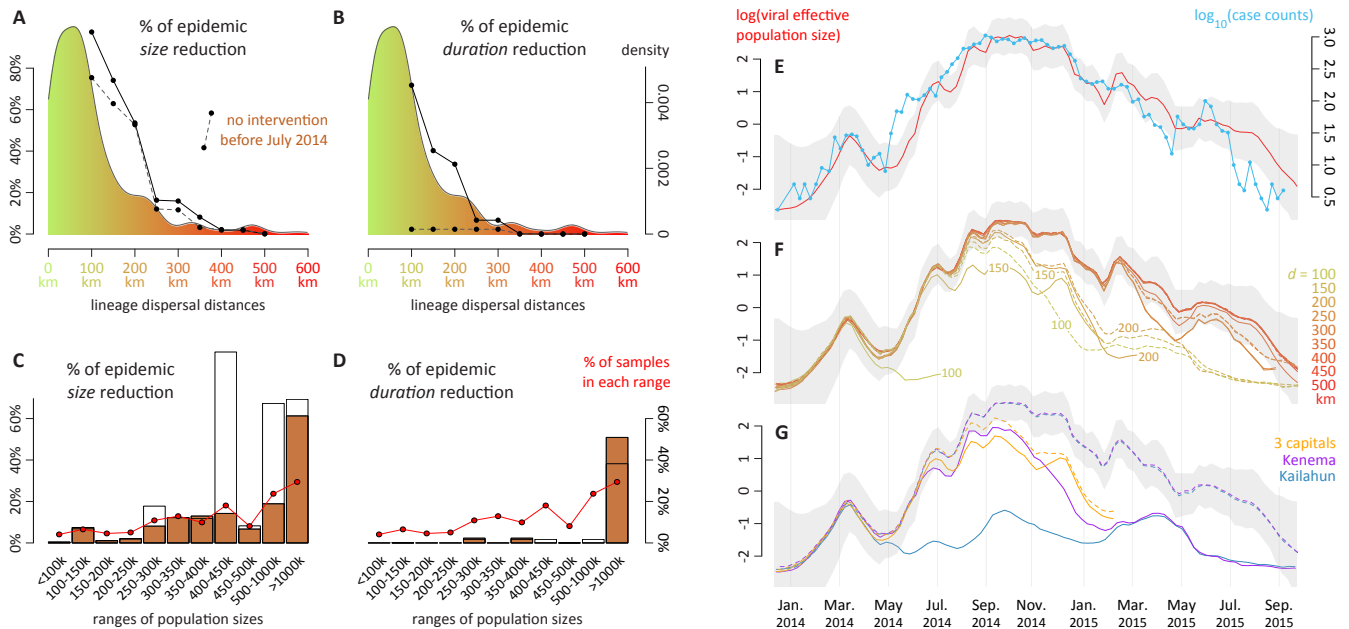 A
% of epidemic
size reduction
80%
60%
40%
20%
0%
no intervention
before July 2014
0
km
100
km
200
km
300
km
400
km
500
km
600
km
lineage dispersal distances
B
% of epidemic
duration reduction
density
0.004
0.002
0
0
km
100
km
200
km
300
km
400
km
500
km
600
km
lineage dispersal distances
C
% of epidemic
size reduction
60%
40%
20%
0%
<100k
100-150k
150-200k
200-250k
250-300k
300-350k
350-400k
400-450k
450-500k
500-1000k
>1000k
ranges of population sizes
D
% of epidemic
duration reduction
% of samples
in each range
60%
40%
20%
0%
<100k
100-150k
150-200k
200-250k
250-300k
300-350k
350-400k
400-450k
450-500k
500-1000k
>1000k
ranges of population sizes
log(viral effective
population size)
log10(case counts)
E
2
1
0
-1
-2
3.0
2.5
2.0
1.5
1.0
0.5
F
2
1
0
-1
-2
150
150
100
200
200
100
d = 100
150
200
250
300
350
400
450
500
km
G
2
1
0
-1
-2
3 capitals
Kenema
Kailahun
Jan.
2014
Mar.
2014
May
2014
Jul.
2014
Sep.
2014
Nov.
2014
Jan.
2015
Mar.
2015
May
2015
Jul.
2015
Sep.
2015